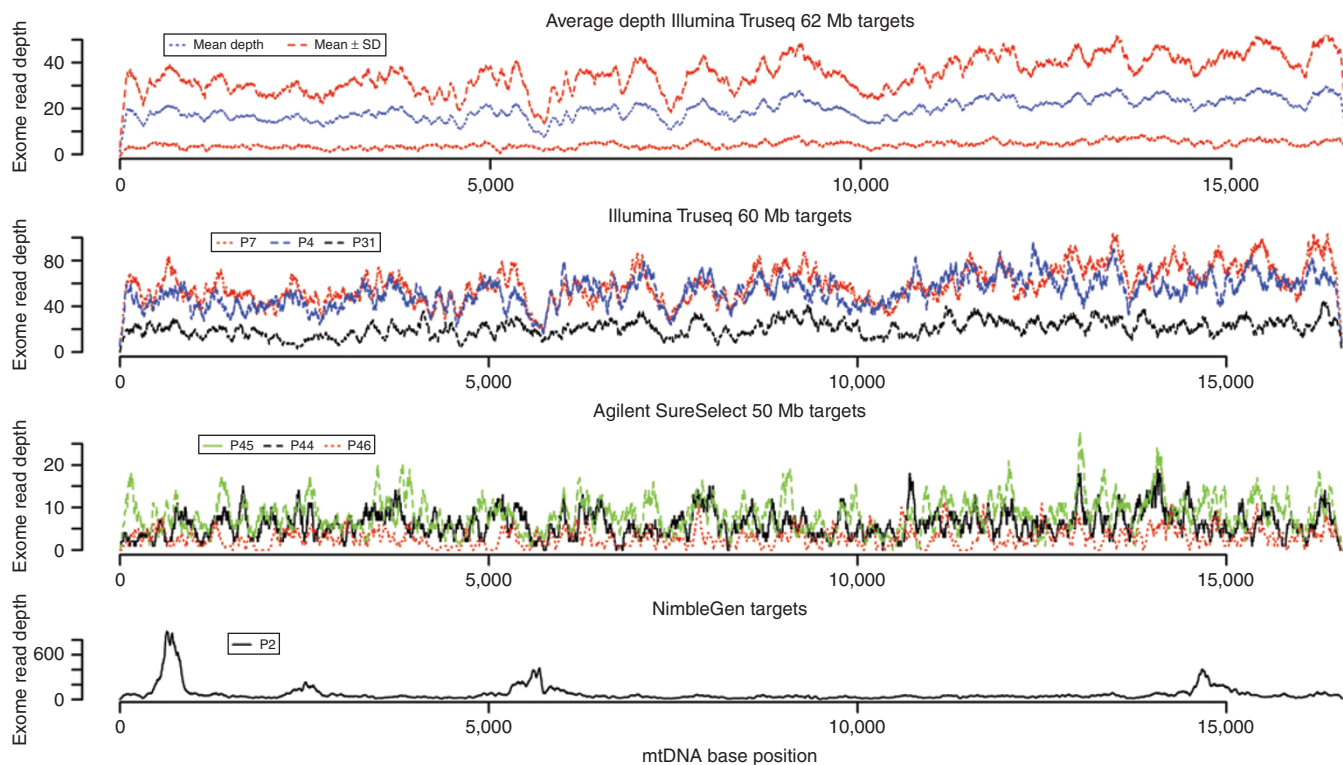 Average depth Illumina Truseq 62 Mb targets
Mean depth Mean ± SD
Exome read depth
40
20
0
0 5,000 10,000 15,000
Illumina Truseq 60 Mb targets
P7 P4 P31
Exome read depth
80
40
0
0 5,000 10,000 15,000
Agilent SureSelect 50 Mb targets
P45 P44 P46
Exome read depth
20
10
0
0 5,000 10,000 15,000
NimbleGen targets
P2
Exome read depth
600
0
0 5,000 10,000 15,000
mtDNA base position